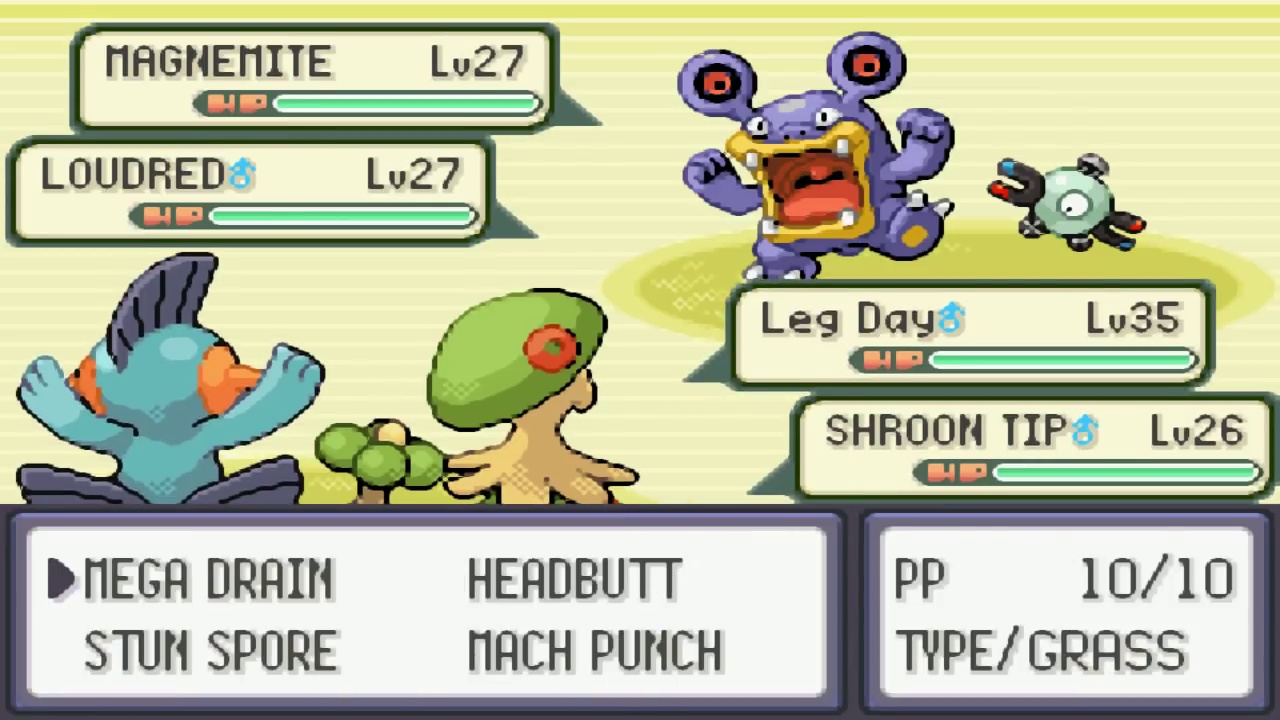 MAGNEMITE Lv27
HP
LOUDRED♂ Lv27
HP
Leg Day♂ Lv35
HP
SHROON TIP♂ Lv26
HP
MEGA DRAIN HEADBUTT
STUN SPORE MACH PUNCH
PP 10/10
TYPE/GRASS